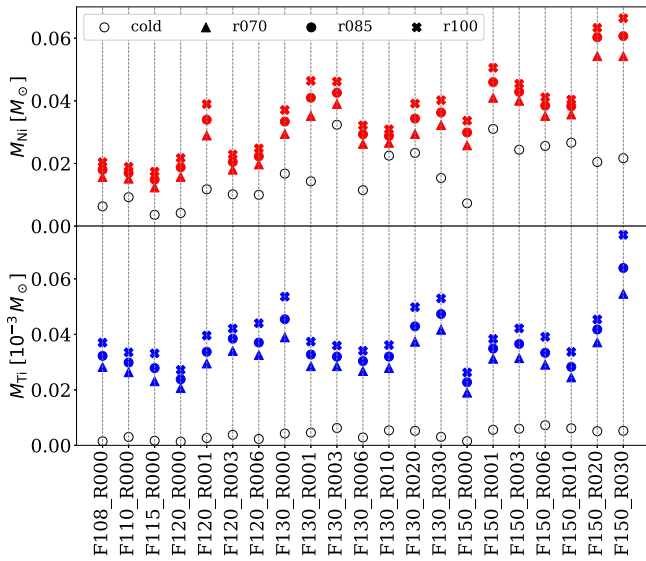 cold r070 r085 r100
M_Ni [M_⊙]
0.06
0.04
0.02
0.00
M_Ti [10^−3 M_⊙]
0.06
0.04
0.02
0.00
F108_R000
F110_R000
F115_R000
F120_R000
F120_R001
F120_R003
F120_R006
F130_R000
F130_R001
F130_R003
F130_R006
F130_R010
F130_R020
F130_R030
F150_R000
F150_R001
F150_R003
F150_R006
F150_R010
F150_R020
F150_R030